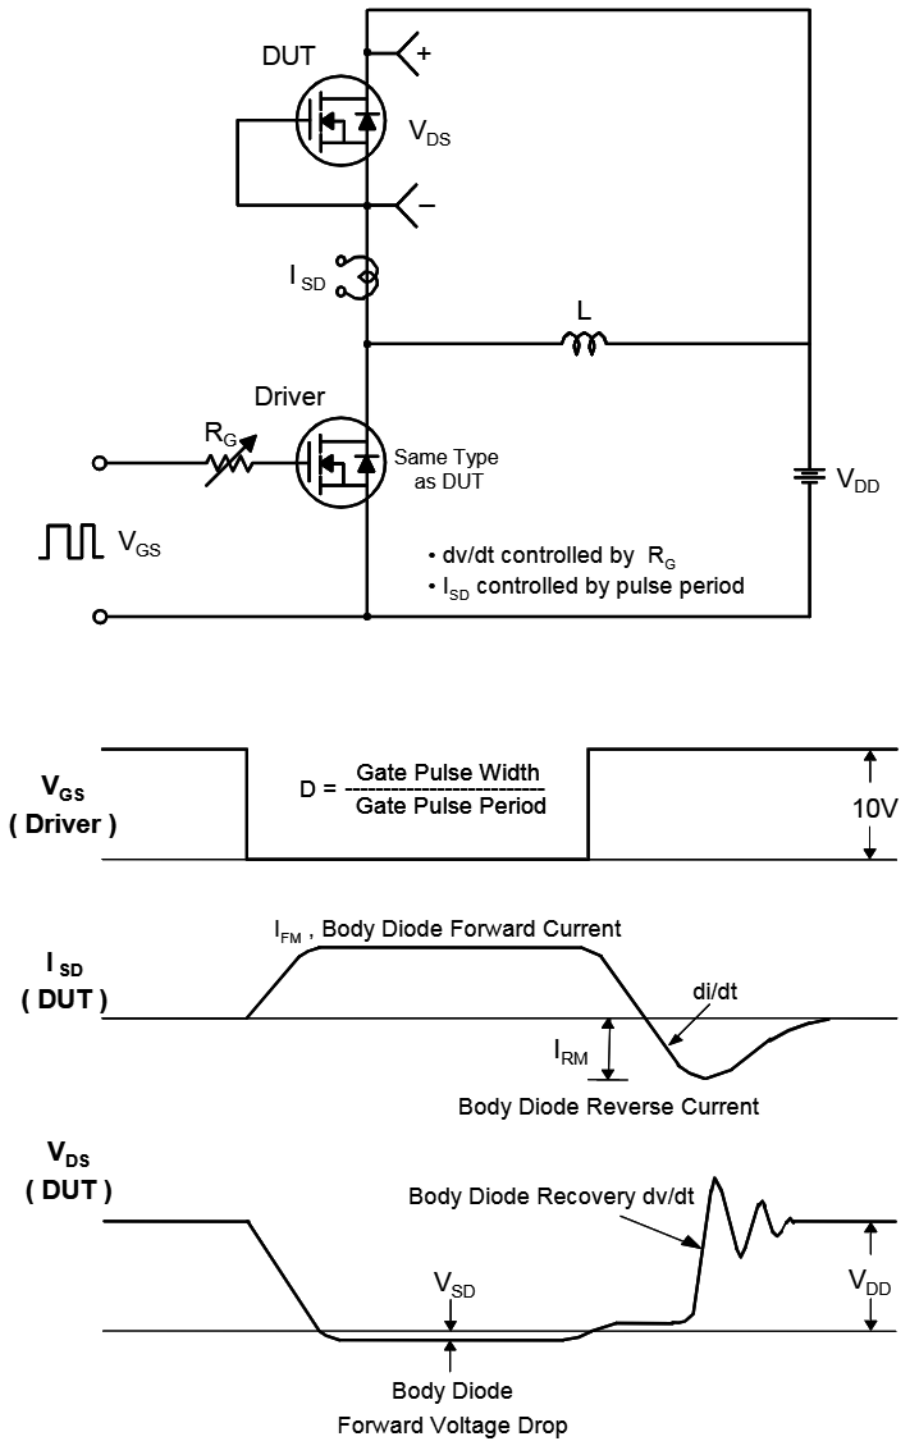 DUT
+
V_DS
−
I_SD
L
Driver
R_G
Same Type
as DUT
V_DD
V_GS
• dv/dt controlled by R_G
• I_SD controlled by pulse period
V_GS
( Driver )
D = Gate Pulse Width
--------------------------
Gate Pulse Period
10V
I_FM , Body Diode Forward Current
I_SD
( DUT )
di/dt
I_RM
Body Diode Reverse Current
V_DS
( DUT )
Body Diode Recovery dv/dt
V_SD
V_DD
Body Diode
Forward Voltage Drop